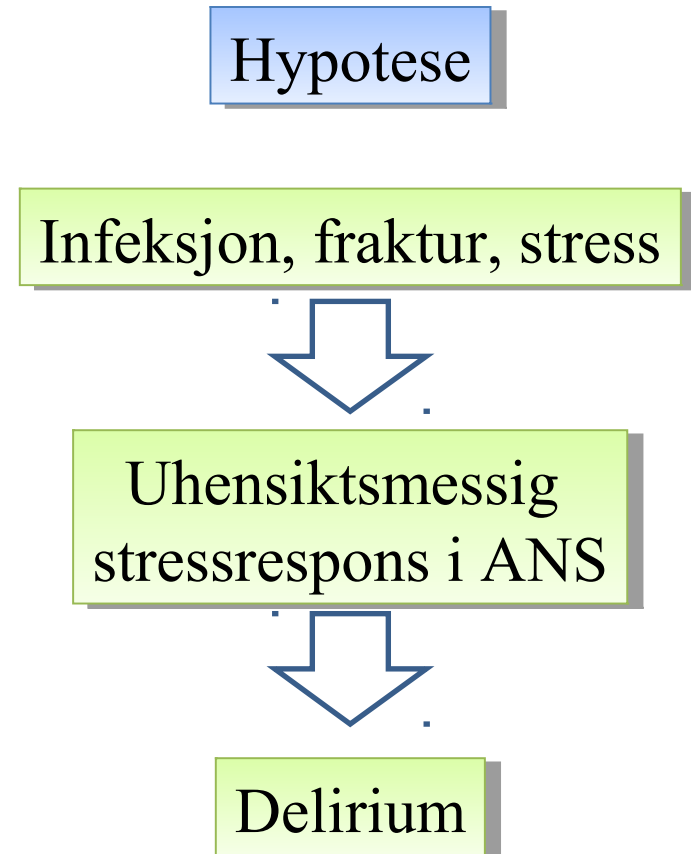 Hypotese
Infeksjon, fraktur, stress
Uhensiktsmessig
stressrespons i ANS
Delirium